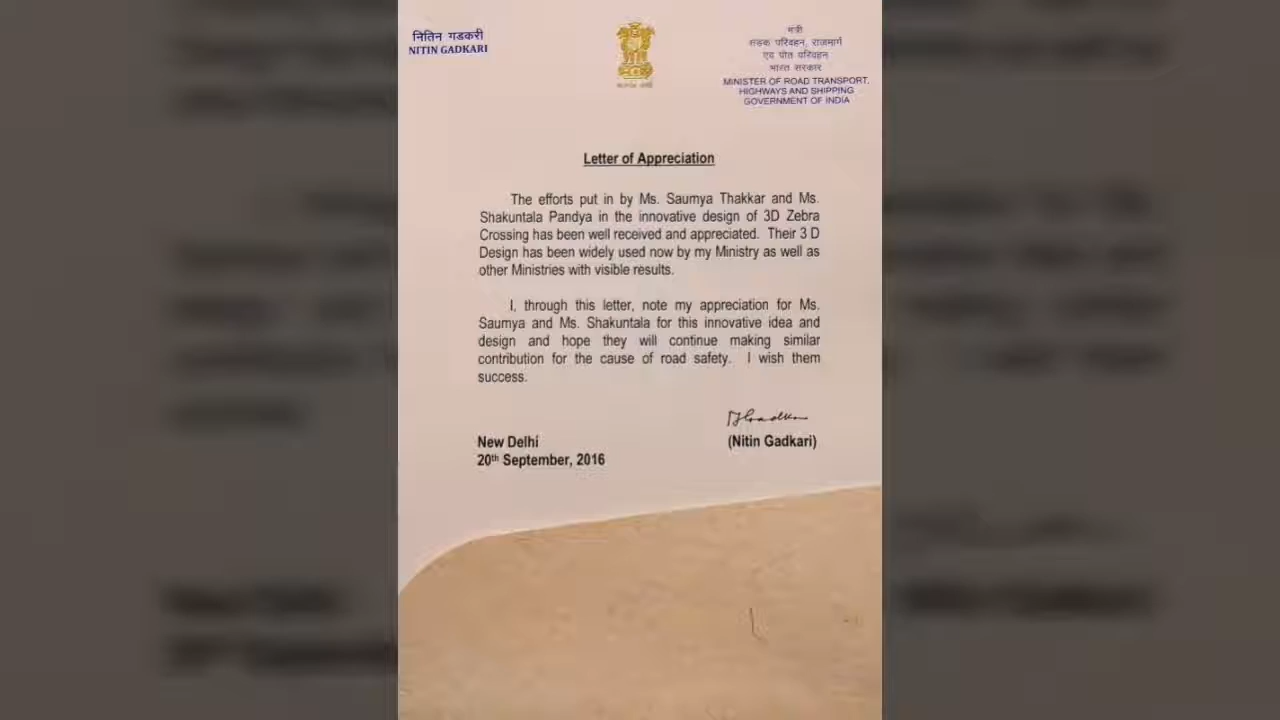 नितिन गडकरी
NITIN GADKARI
मंत्री
सड़क परिवहन, राजमार्ग
एवं पोत परिवहन
भारत सरकार
MINISTER OF ROAD TRANSPORT,
HIGHWAYS AND SHIPPING
GOVERNMENT OF INDIA
Letter of Appreciation
The efforts put in by Ms. Saumya Thakkar and Ms.
Shakuntala Pandya in the innovative design of 3D Zebra
Crossing has been well received and appreciated. Their 3 D
Design has been widely used now by my Ministry as well as
other Ministries with visible results.
I, through this letter, note my appreciation for Ms.
Saumya and Ms. Shakuntala for this innovative idea and
design and hope they will continue making similar
contribution for the cause of road safety. I wish them
success.
New Delhi
20th September, 2016
(Nitin Gadkari)